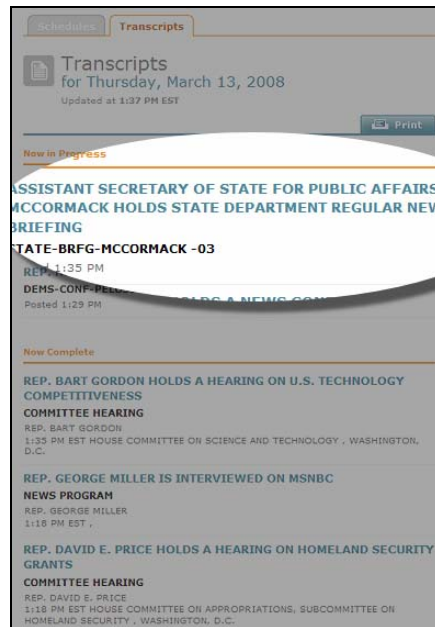 Schedules Transcripts
Transcripts
for Thursday, March 13, 2008
Updated at 1:37 PM EST
Print
Now in Progress
ASSISTANT SECRETARY OF STATE FOR PUBLIC AFFAIRS
MCCORMACK HOLDS STATE DEPARTMENT REGULAR NEW
BRIEFING
STATE-BRFG-MCCORMACK -03
1:35 PM
REP.
HOLDS A NEWS
DEMS-CONF-PELOSI
Posted 1:29 PM
Now Complete
REP. BART GORDON HOLDS A HEARING ON U.S. TECHNOLOGY
COMPETITIVENESS
COMMITTEE HEARING
REP. BART GORDON
1:35 PM EST HOUSE COMMITTEE ON SCIENCE AND TECHNOLOGY , WASHINGTON,
D.C.
REP. GEORGE MILLER IS INTERVIEWED ON MSNBC
NEWS PROGRAM
REP. GEORGE MILLER
1:18 PM EST ,
REP. DAVID E. PRICE HOLDS A HEARING ON HOMELAND SECURITY
GRANTS
COMMITTEE HEARING
REP. DAVID E. PRICE
1:18 PM EST HOUSE COMMITTEE ON APPROPRIATIONS, SUBCOMMITTEE ON
HOMELAND SECURITY , WASHINGTON, D.C.